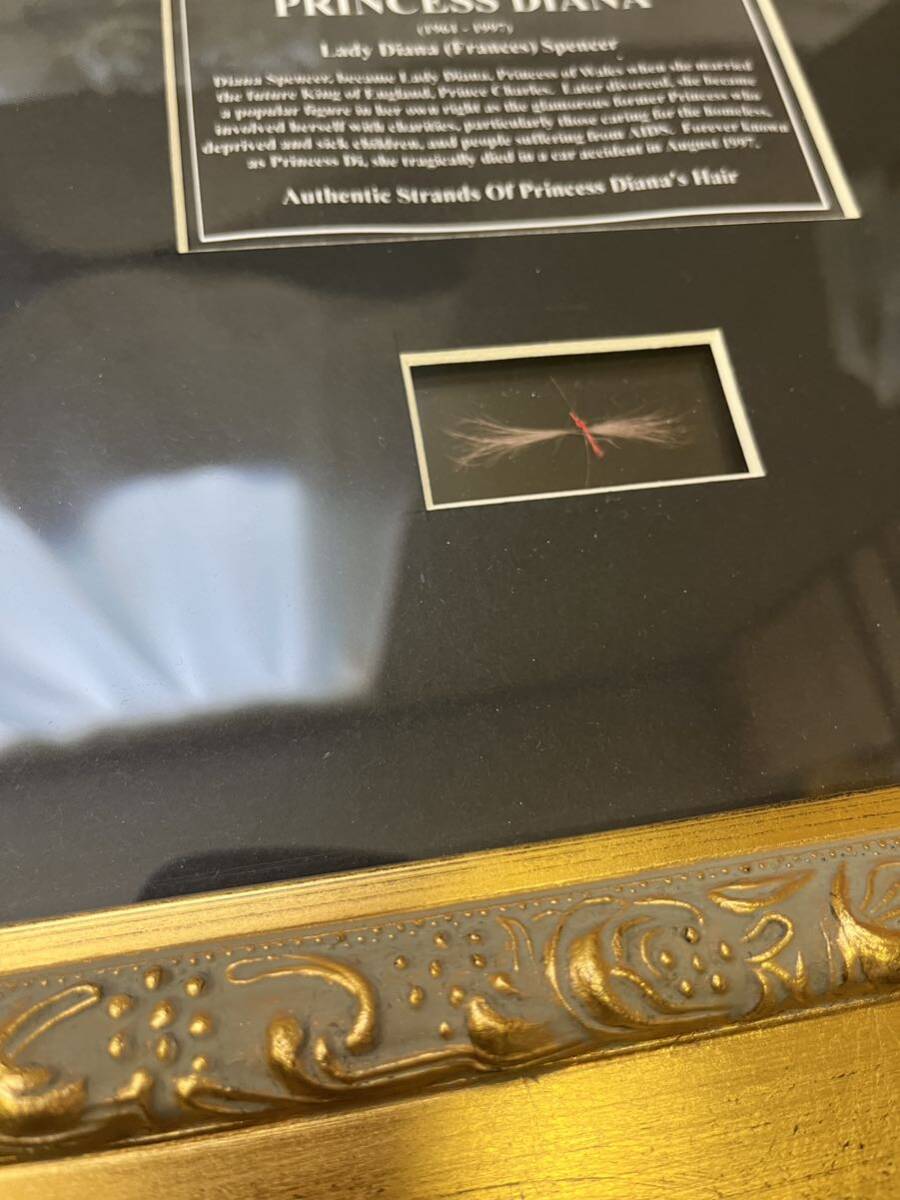 PRINCESS DIANA
(1961 - 1997)
Lady Diana (Frances) Spencer
Diana Spencer, became Lady Diana, Princess of Wales when she married
the future King of England, Prince Charles. Later divorced, she became
a popular figure in her own right as the glamorous former Princess who
involved herself with charities, particularly those caring for the homeless,
deprived and sick children, and people suffering from AIDS. Forever known
as Princess Di, she tragically died in a car accident in August 1997.
Authentic Strands Of Princess Diana's Hair